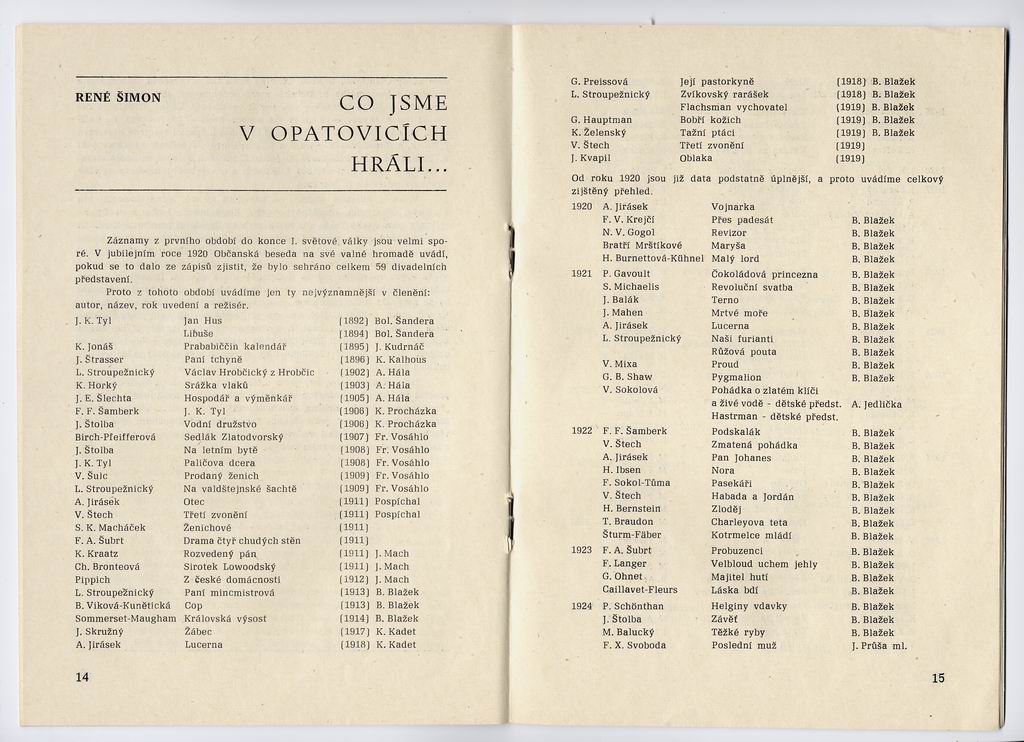 RENÉ ŠIMON
CO JSME
V OPATOVICÍCH
HRÁLI...
Záznamy z prvního období do konce I. světové války jsou velmi spo-
ré. V jubilejním roce 1920 Občanská beseda na své valné hromadě uvádí,
pokud se to dalo ze zápisů zjistit, že bylo sehráno celkem 59 divadelních
představení.
Proto z tohoto období uvádíme jen ty nejvýznamnější v členění:
autor, název, rok uvedení a režisér.
J. K. Tyl Jan Hus (1892) Bol. Šandera
Libuše (1894) Bol. Šandera
K. Jonáš Prababiččin kalendář (1895) J. Kudrnáč
J. Štrasser Paní tchyně (1896) K. Kalhous
L. Stroupežnický Václav Hrobčický z Hrobčic (1902) A. Hála
K. Horký Srážka vlaků (1903) A. Hála
J. E. Šlechta Hospodář a výměnkář (1905) A. Hála
F. F. Šamberk J. K. Tyl (1906) K. Procházka
J. Štolba Vodní družstvo (1906) K. Procházka
Birch-Pfeifferová Sedlák Zlatodvorský (1907) Fr. Vosáhlo
J. Štolba Na letním bytě (1908) Fr. Vosáhlo
J. K. Tyl Paličova dcera (1908) Fr. Vosáhlo
V. Šulc Prodaný ženich (1909) Fr. Vosáhlo
L. Stroupežnický Na valdštejnské šachtě (1909) Fr. Vosáhlo
A. Jirásek Otec (1911) Pospíchal
V. Štech Třetí zvonění (1911) Pospíchal
S. K. Macháček Ženichové (1911)
F. A. Šubrt Drama čtyř chudých stěn (1911)
K. Kraatz Rozvedený pán (1911) J. Mach
Ch. Bronteová Sirotek Lowoodský (1911) J. Mach
Pippich Z české domácnosti (1912) J. Mach
L. Stroupežnický Paní mincmistrová (1913) B. Blažek
B. Viková-Kunětická Cop (1913) B. Blažek
Sommerset-Maugham Královská výsost (1914) B. Blažek
J. Skružný Žábec (1917) K. Kadet
A. Jirásek Lucerna (1918) K. Kadet
14
G. Preissová Její pastorkyně (1918) B. Blažek
L. Stroupežnický Zvíkovský rarášek (1918) B. Blažek
Flachsman vychovatel (1919) B. Blažek
G. Hauptman Bobří kožich (1919) B. Blažek
K. Želenský Tažní ptáci (1919) B. Blažek
V. Štech Třetí zvonění (1919)
J. Kvapil Oblaka (1919)
Od roku 1920 jsou již data podstatně úplnější, a proto uvádíme celkový
zjištěný přehled.
1920 A. Jirásek Vojnarka
F. V. Krejčí Přes padesát B. Blažek
N. V. Gogol Revizor B. Blažek
Bratří Mrštíkové Maryša B. Blažek
H. Burnettová-Kühnel Malý lord B. Blažek
1921 P. Gavoult Čokoládová princezna B. Blažek
S. Michaelis Revoluční svatba B. Blažek
J. Balák Terno B. Blažek
J. Mahen Mrtvé moře B. Blažek
A. Jirásek Lucerna B. Blažek
L. Stroupežnický Naši furianti B. Blažek
Růžová pouta B. Blažek
V. Mixa Proud B. Blažek
G. B. Shaw Pygmalion B. Blažek
V. Sokolová Pohádka o zlatém klíči
a živé vodě - dětské předst. A. Jedlička
Hastrman - dětské předst.
1922 F. F. Šamberk Podskalák B. Blažek
V. Štech Zmatená pohádka B. Blažek
A. Jirásek Pan Johanes B. Blažek
H. Ibsen Nora B. Blažek
F. Sokol-Tůma Pasekáři B. Blažek
V. Štech Habada a Jordán B. Blažek
H. Bernstein Zloděj B. Blažek
T. Braudon Charleyova teta B. Blažek
Šturm-Fáber Kotrmelce mládí B. Blažek
1923 F. A. Šubrt Probuzenci B. Blažek
F. Langer Velbloud uchem jehly B. Blažek
G. Ohnet Majitel hutí B. Blažek
Caillavet-Fleurs Láska bdí B. Blažek
1924 P. Schönthan Helginy vdavky B. Blažek
J. Štolba Závěť B. Blažek
M. Balucký Těžké ryby B. Blažek
F. X. Svoboda Poslední muž J. Průša ml.
15